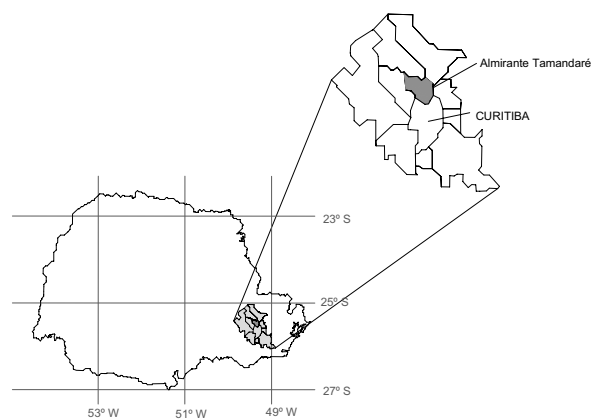 Almirante Tamandaré
CURITIBA
23º S
25º S
27º S
53º W
51º W
49º W